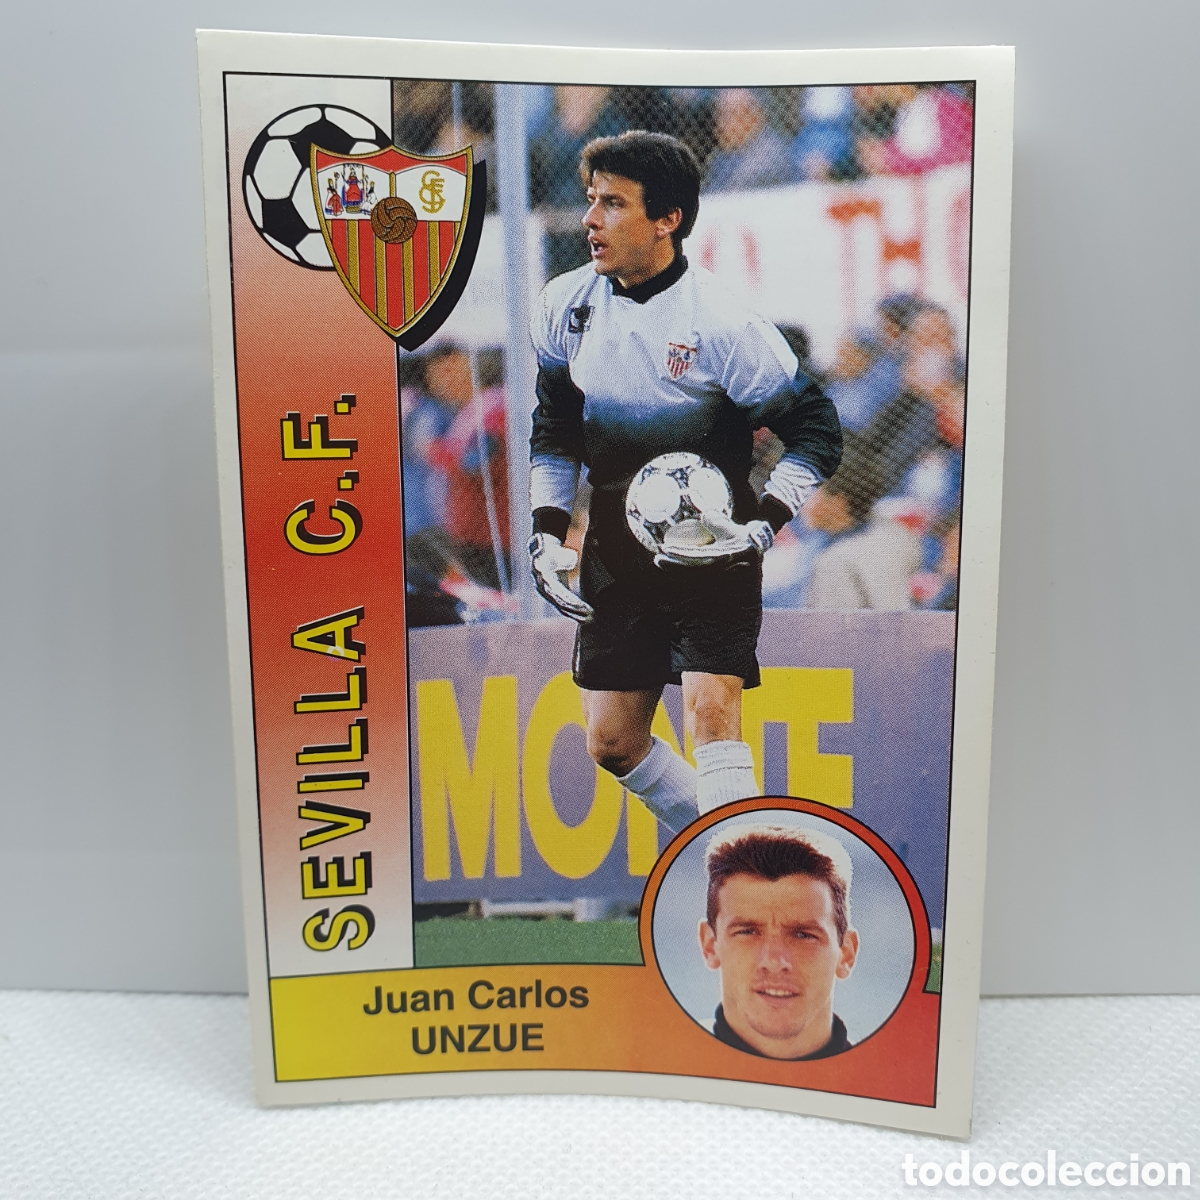 SEVILLA C.F.
MONTE
Juan Carlos
UNZUE
todocoleccion